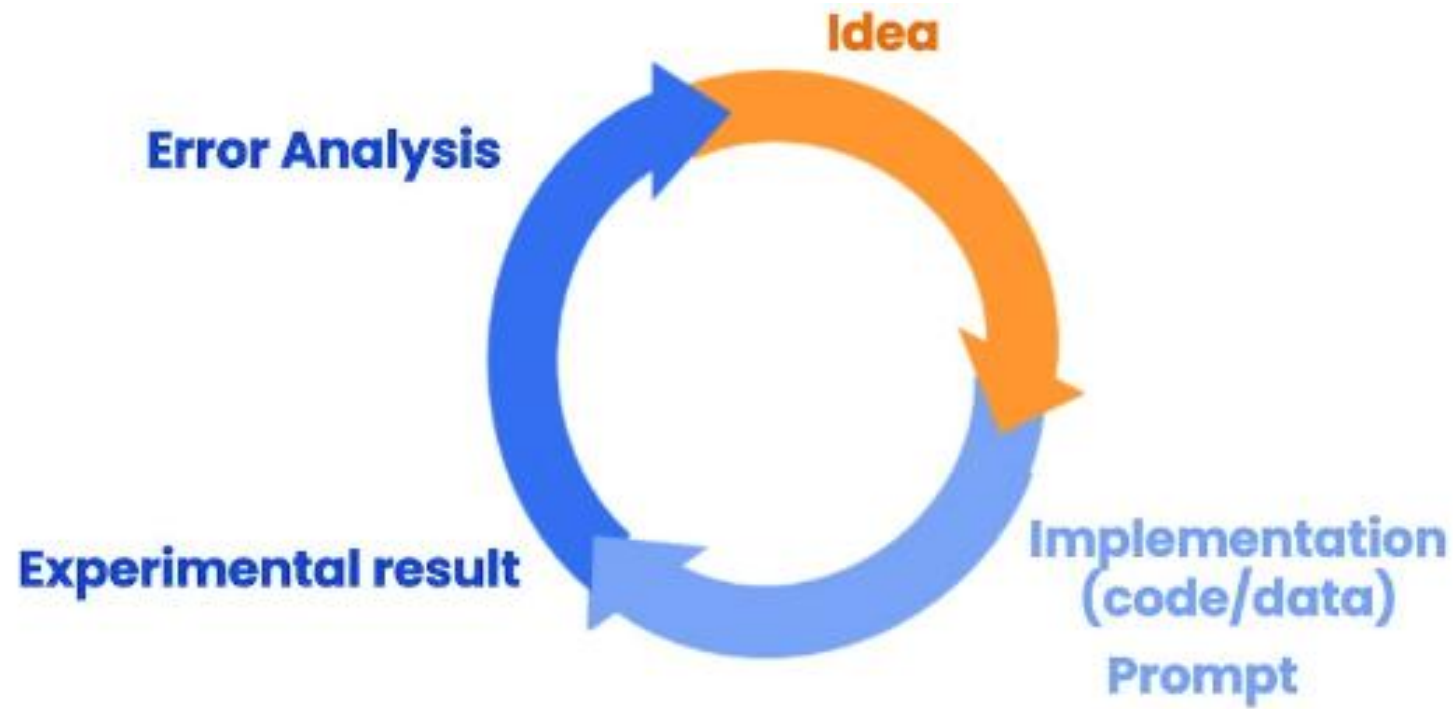 Idea
Error Analysis
Implementation
(code/data)
Prompt
Experimental result